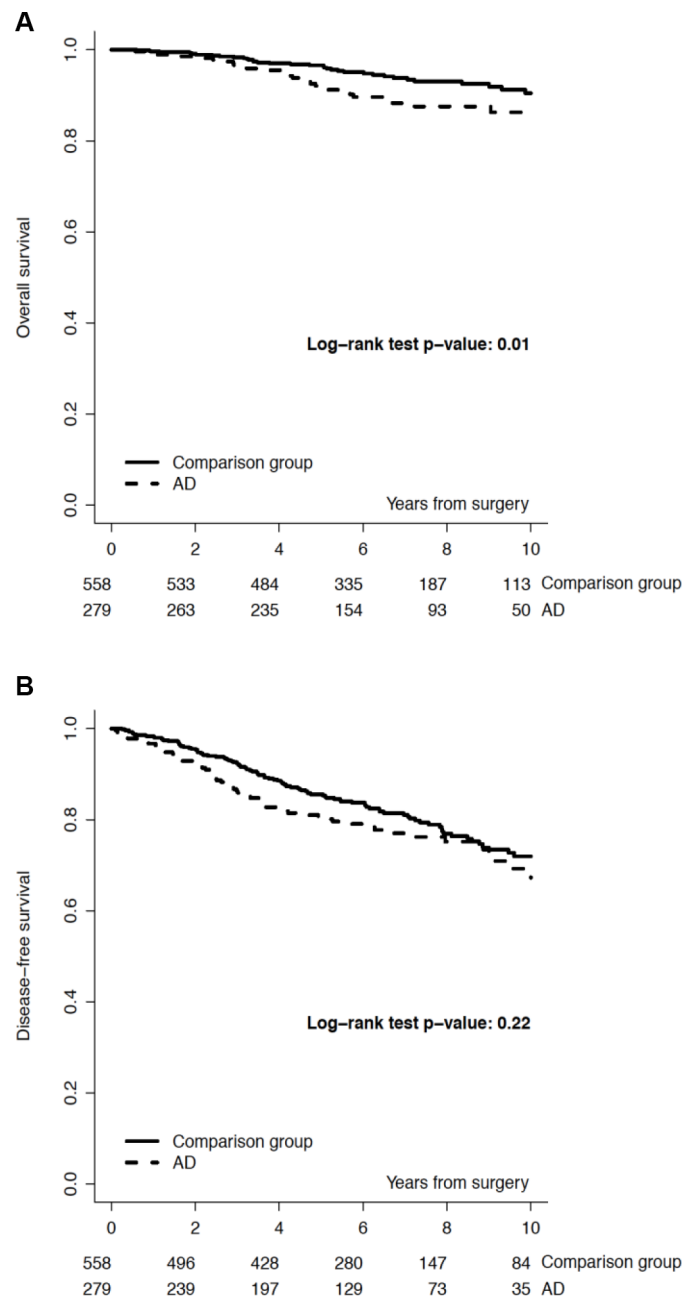 A
Overall survival
1.0
0.8
0.6
0.4
0.2
0.0
Log–rank test p–value: 0.01
Comparison group
AD
Years from surgery
0 2 4 6 8 10
558 533 484 335 187 113 Comparison group
279 263 235 154 93 50 AD
B
Disease–free survival
1.0
0.8
0.6
0.4
0.2
0.0
Log–rank test p–value: 0.22
Comparison group
AD
Years from surgery
0 2 4 6 8 10
558 496 428 280 147 84 Comparison group
279 239 197 129 73 35 AD